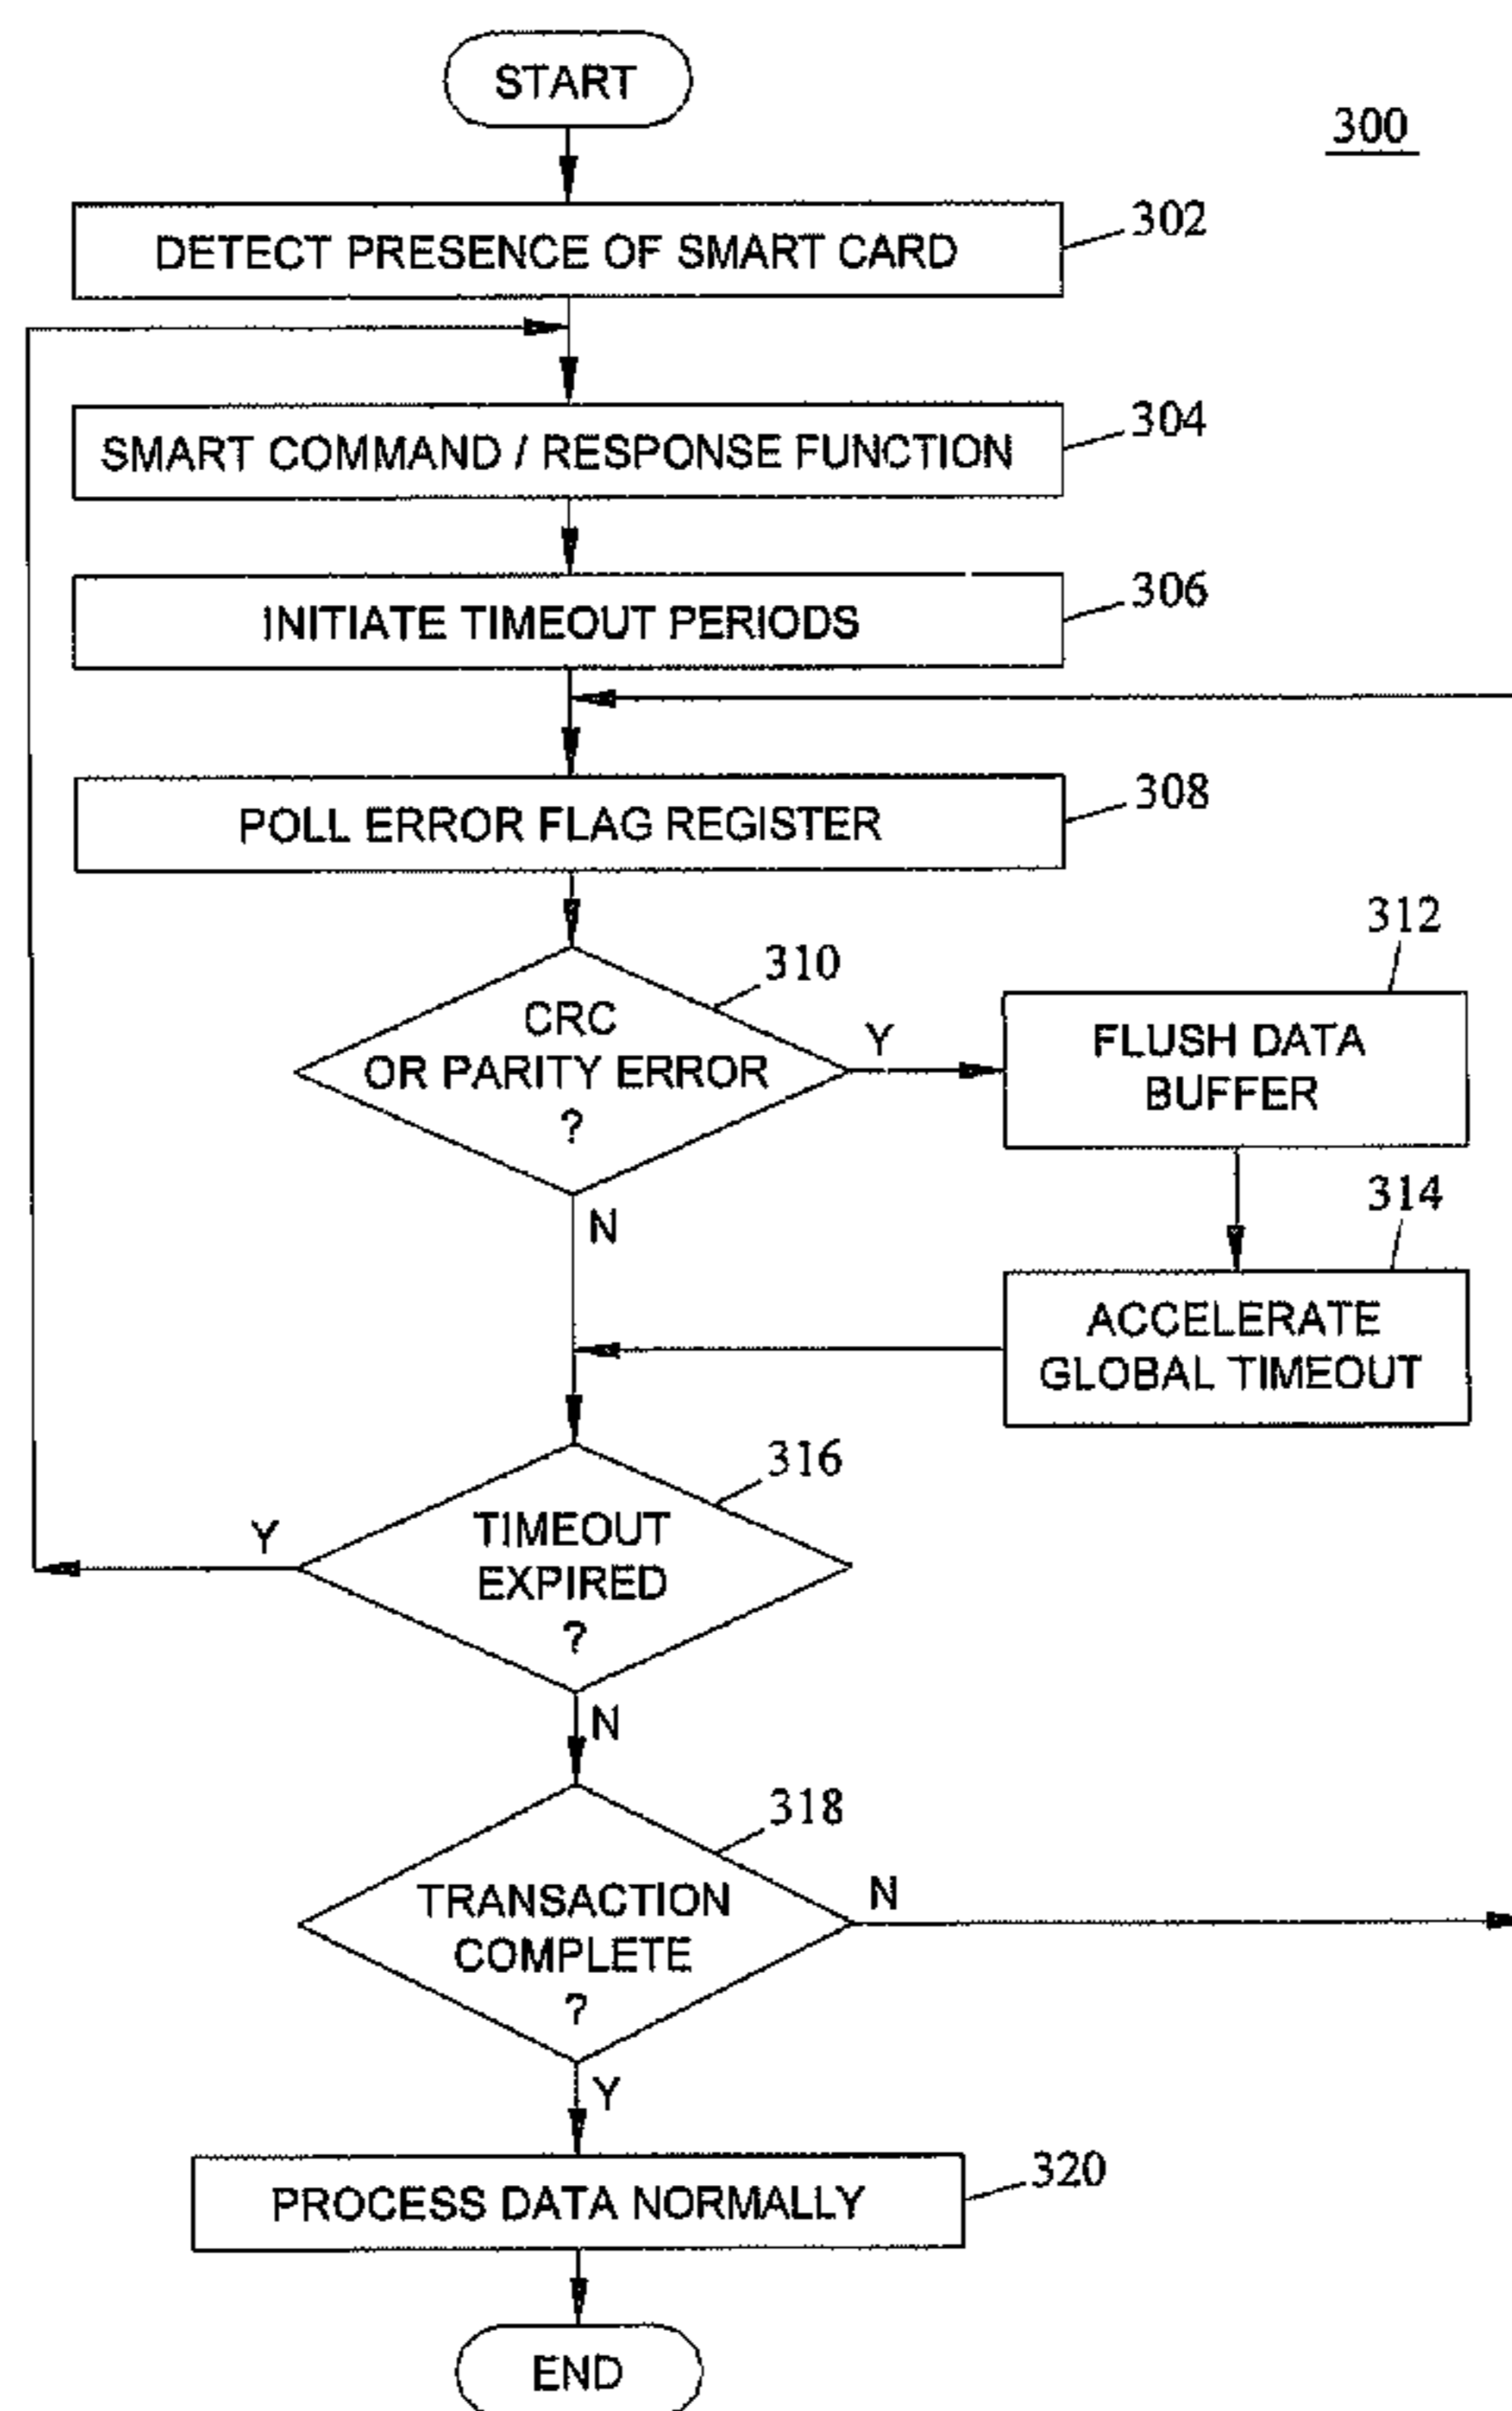 START
300
302
DETECT PRESENCE OF SMART CARD
304
SMART COMMAND / RESPONSE FUNCTION
306
INITIATE TIMEOUT PERIODS
308
POLL ERROR FLAG REGISTER
310
CRC
OR PARITY ERROR
?
Y
N
312
FLUSH DATA
BUFFER
314
ACCELERATE
GLOBAL TIMEOUT
316
TIMEOUT
EXPIRED
?
Y
N
318
TRANSACTION
COMPLETE
?
N
Y
320
PROCESS DATA NORMALLY
END